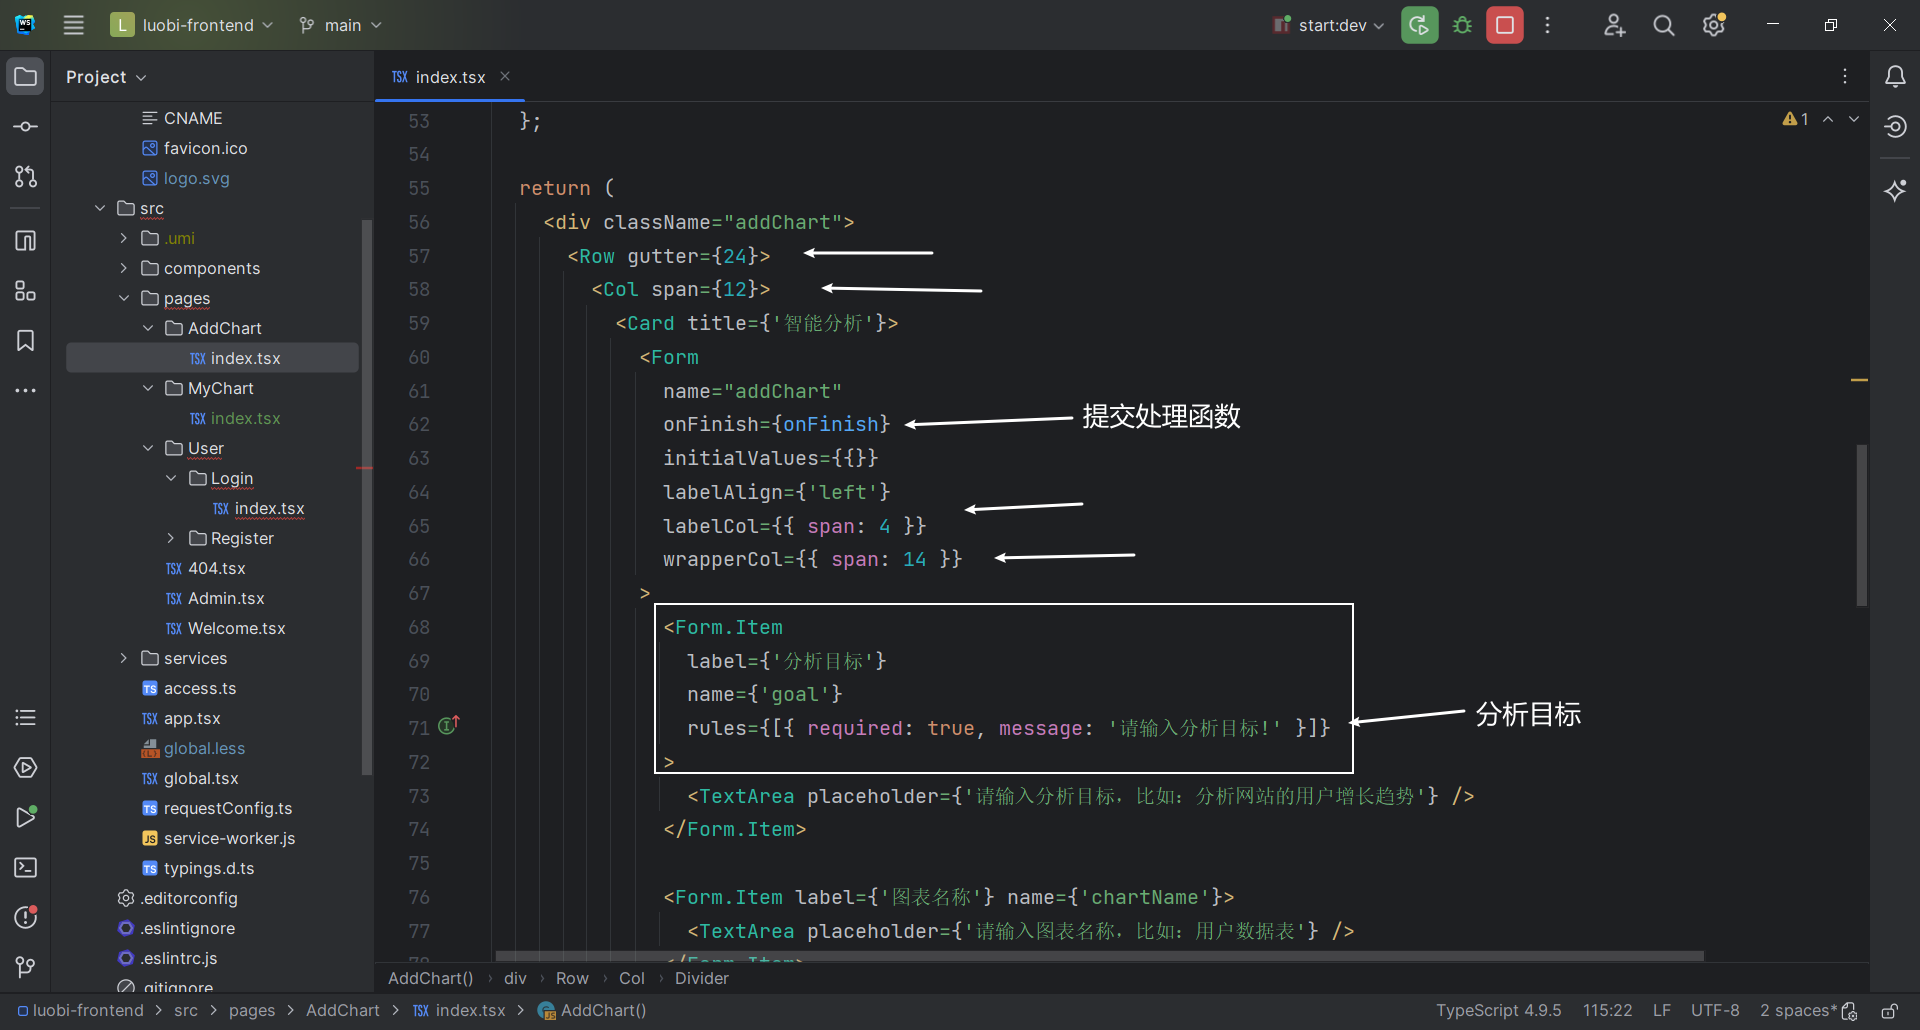 WS
L luobi-frontend main start:dev
Project
TSX index.tsx
CNAME
favicon.ico
logo.svg
src
.umi
components
pages
AddChart
TSX index.tsx
MyChart
TSX index.tsx
User
Login
TSX index.tsx
Register
TSX 404.tsx
TSX Admin.tsx
TSX Welcome.tsx
services
TS access.ts
TSX app.tsx
global.less
TSX global.tsx
TS requestConfig.ts
JS service-worker.js
TS typings.d.ts
.editorconfig
.eslintignore
.eslintrc.js
.gitignore
1
53 };
54
55 return (
56 <div className="addChart">
57 <Row gutter={24}>
58 <Col span={12}>
59 <Card title={'智能分析'}>
60 <Form
61 name="addChart"
62 onFinish={onFinish} 提交处理函数
63 initialValues={{}}
64 labelAlign={'left'}
65 labelCol={{ span: 4 }}
66 wrapperCol={{ span: 14 }}
67 >
68 <Form.Item
69 label={'分析目标'}
70 name={'goal'}
71 rules={[{ required: true, message: '请输入分析目标!' }]} 分析目标
72 >
73 <TextArea placeholder={'请输入分析目标，比如：分析网站的用户增长趋势'} />
74 </Form.Item>
75
76 <Form.Item label={'图表名称'} name={'chartName'}>
77 <TextArea placeholder={'请输入图表名称，比如：用户数据表'} />
78 </Form.Item>
AddChart() › div › Row › Col › Divider
luobi-frontend > src > pages > AddChart > TSX index.tsx > AddChart() TypeScript 4.9.5 115:22 LF UTF-8 2 spaces*